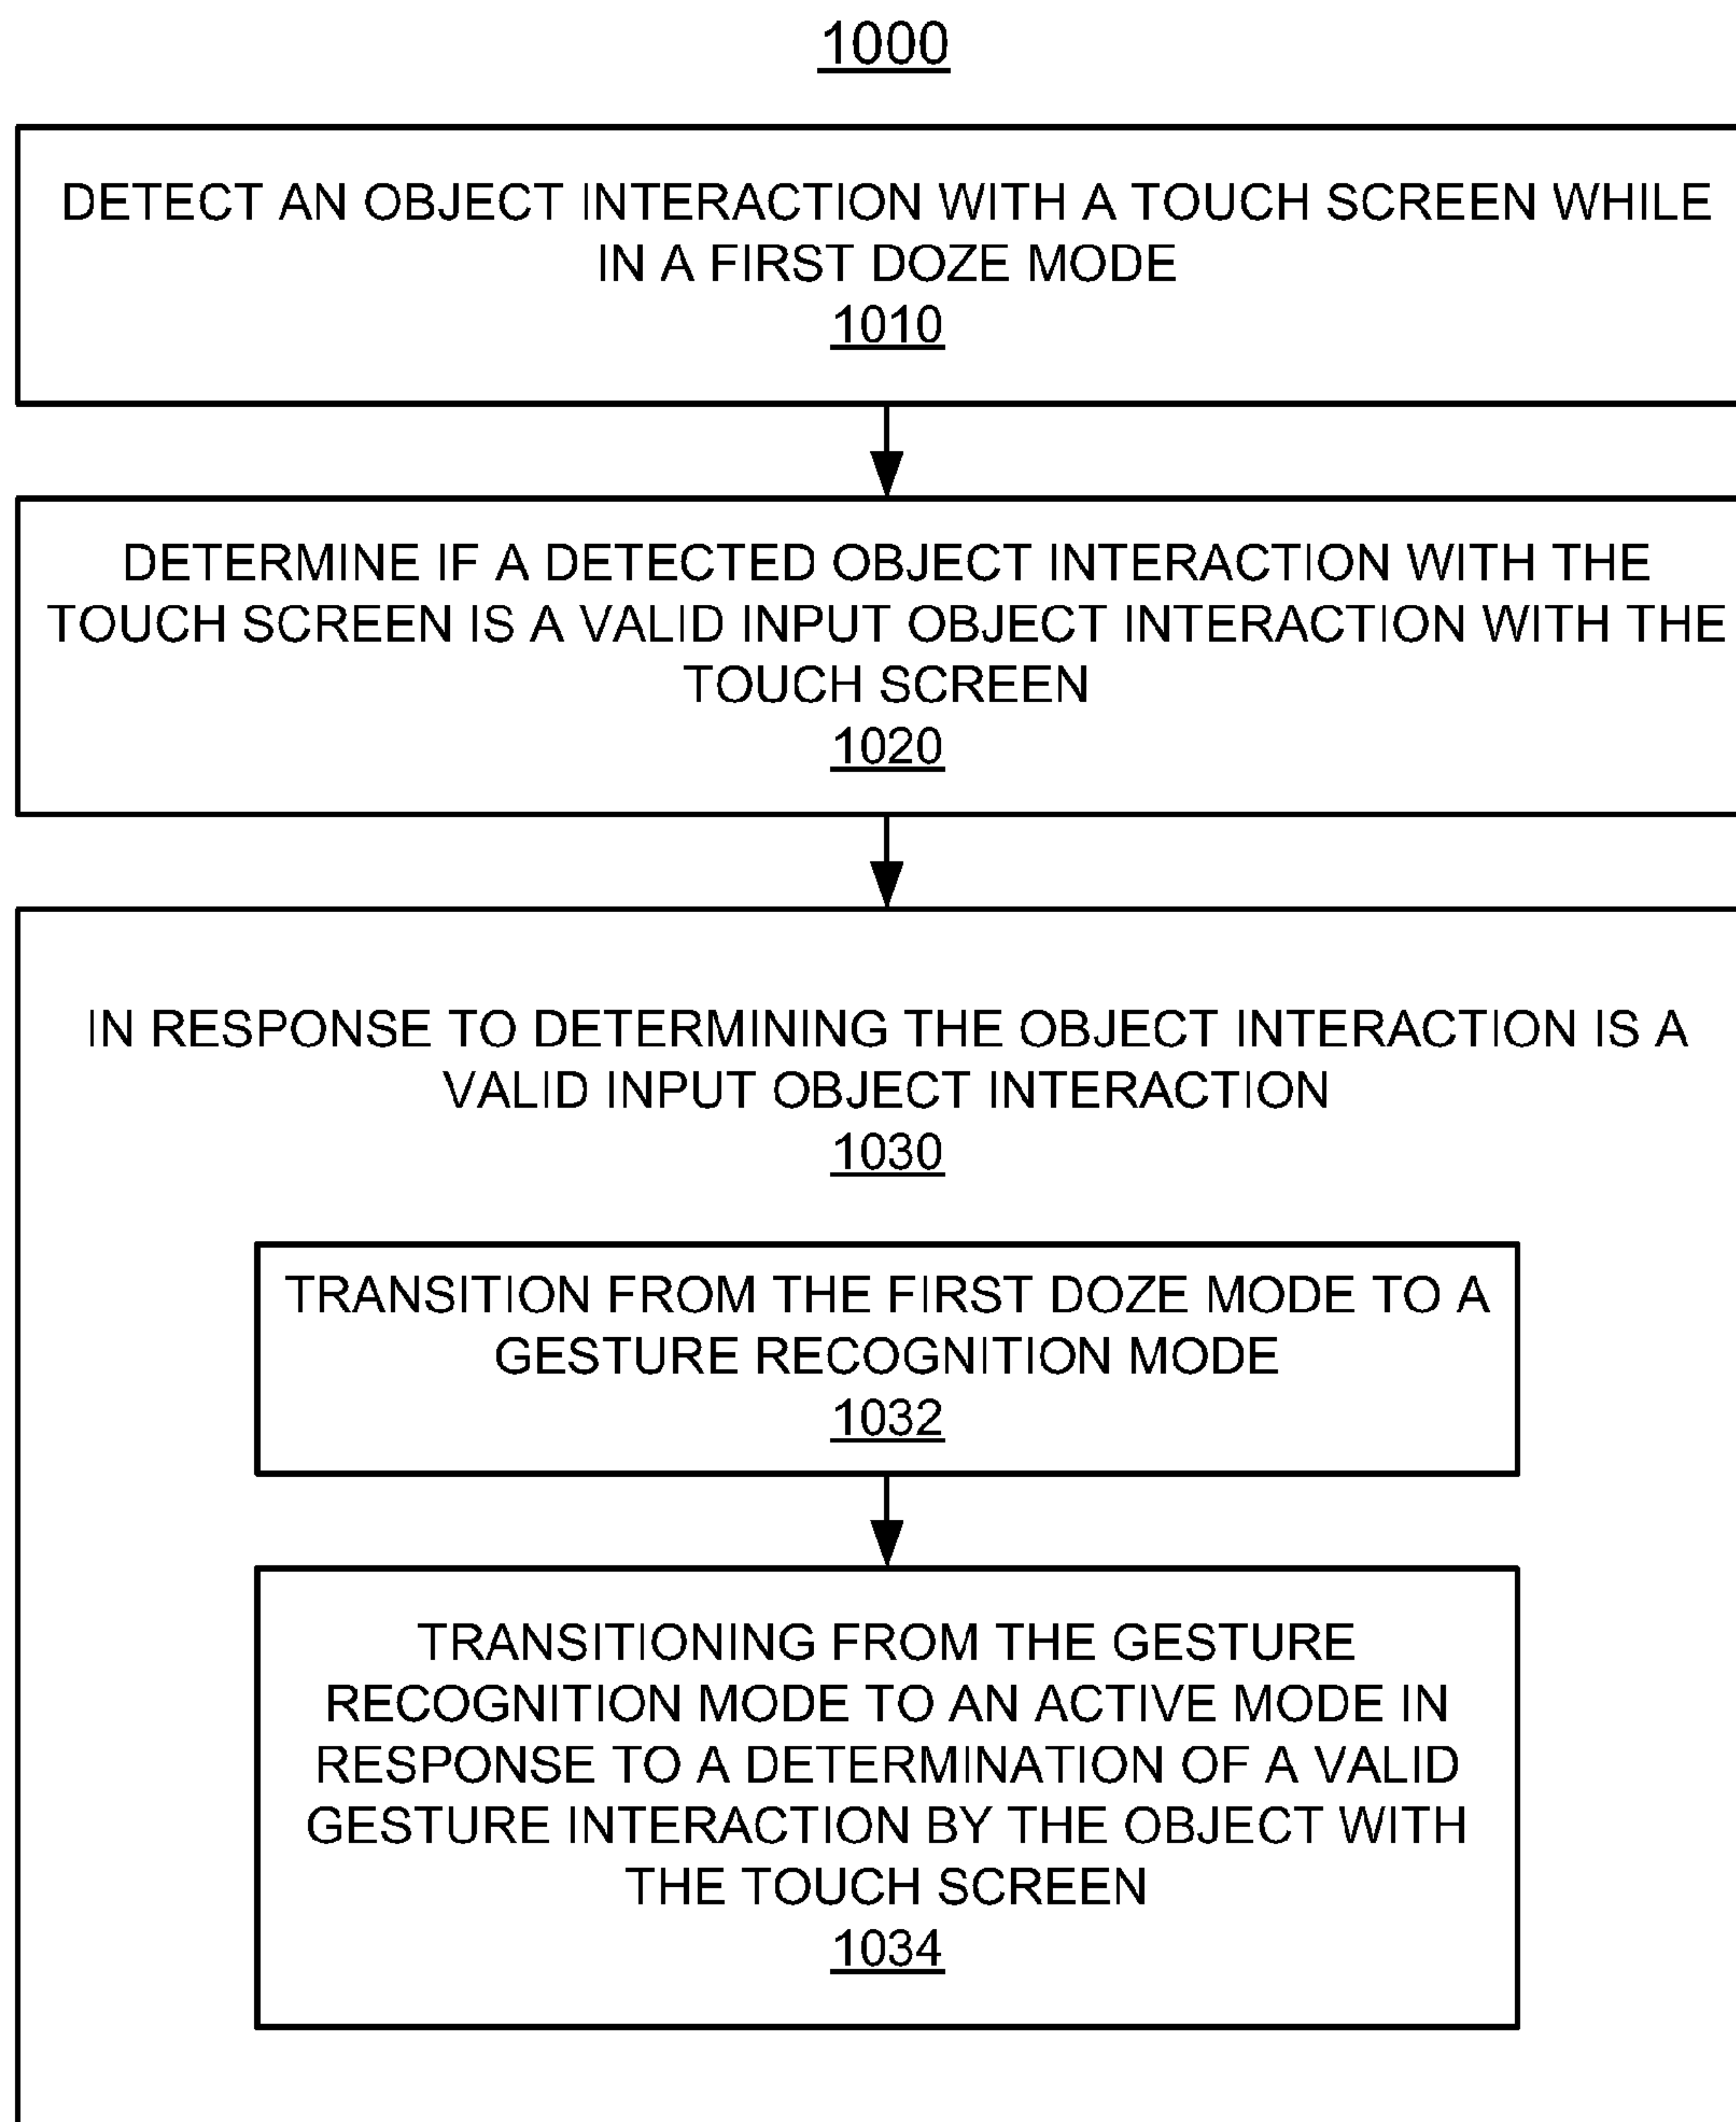 1000
DETECT AN OBJECT INTERACTION WITH A TOUCH SCREEN WHILE
IN A FIRST DOZE MODE
1010
DETERMINE IF A DETECTED OBJECT INTERACTION WITH THE
TOUCH SCREEN IS A VALID INPUT OBJECT INTERACTION WITH THE
TOUCH SCREEN
1020
IN RESPONSE TO DETERMINING THE OBJECT INTERACTION IS A
VALID INPUT OBJECT INTERACTION
1030
TRANSITION FROM THE FIRST DOZE MODE TO A
GESTURE RECOGNITION MODE
1032
TRANSITIONING FROM THE GESTURE
RECOGNITION MODE TO AN ACTIVE MODE IN
RESPONSE TO A DETERMINATION OF A VALID
GESTURE INTERACTION BY THE OBJECT WITH
THE TOUCH SCREEN
1034